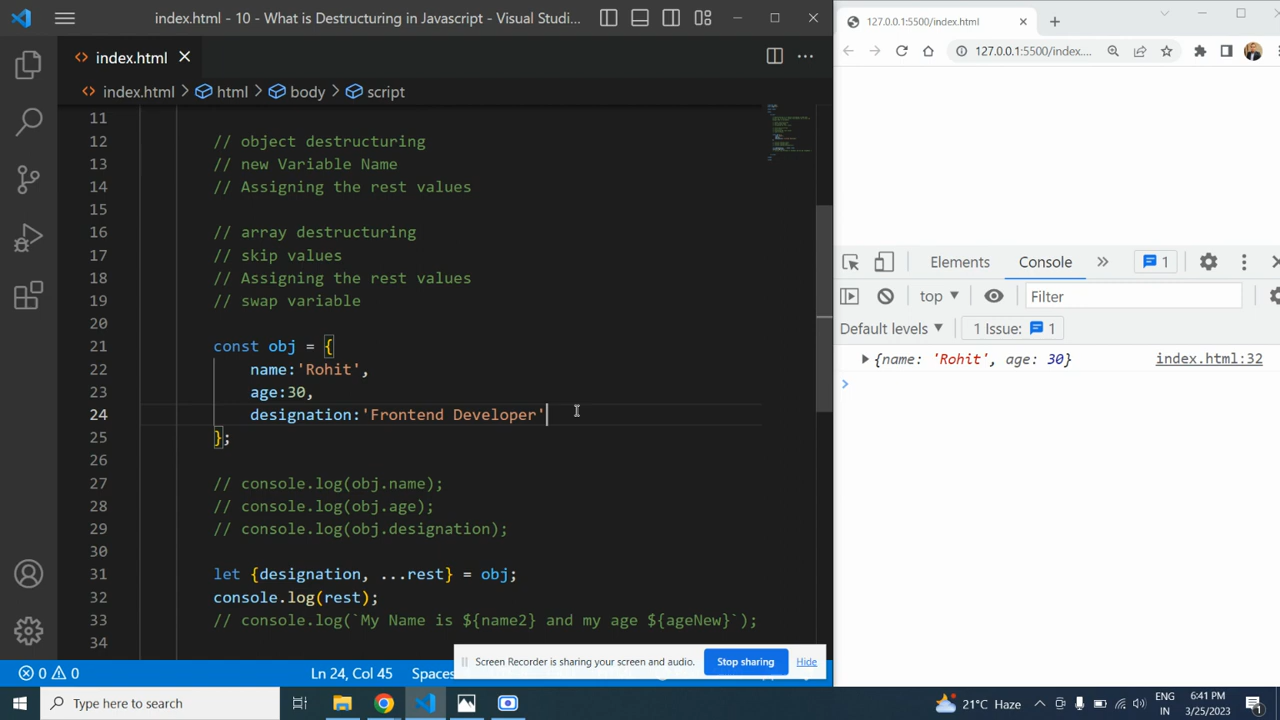 index.html - 10 - What is Destructuring in Javascript - Visual Studi...
127.0.0.1:5500/index.html
index.html
127.0.0.1:5500/index....
index.html > html > body > script
11
12 // object destructuring
13 // new Variable Name
14 // Assigning the rest values
15
16 // array destructuring
17 // skip values
18 // Assigning the rest values
19 // swap variable
20
21 const obj = {
22 name:'Rohit',
23 age:30,
24 designation:'Frontend Developer'
25 };
26
27 // console.log(obj.name);
28 // console.log(obj.age);
29 // console.log(obj.designation);
30
31 let {designation, ...rest} = obj;
32 console.log(rest);
33 // console.log(`My Name is ${name2} and my age ${ageNew}`);
34
Elements Console » 1
top ▼ Filter
Default levels ▼ 1 Issue: 1
{name: 'Rohit', age: 30} index.html:32
Screen Recorder is sharing your screen and audio. Stop sharing Hide
0 0 Ln 24, Col 45 Spaces
Type here to search
21°C Haze
ENG
IN
6:41 PM
3/25/2023
1